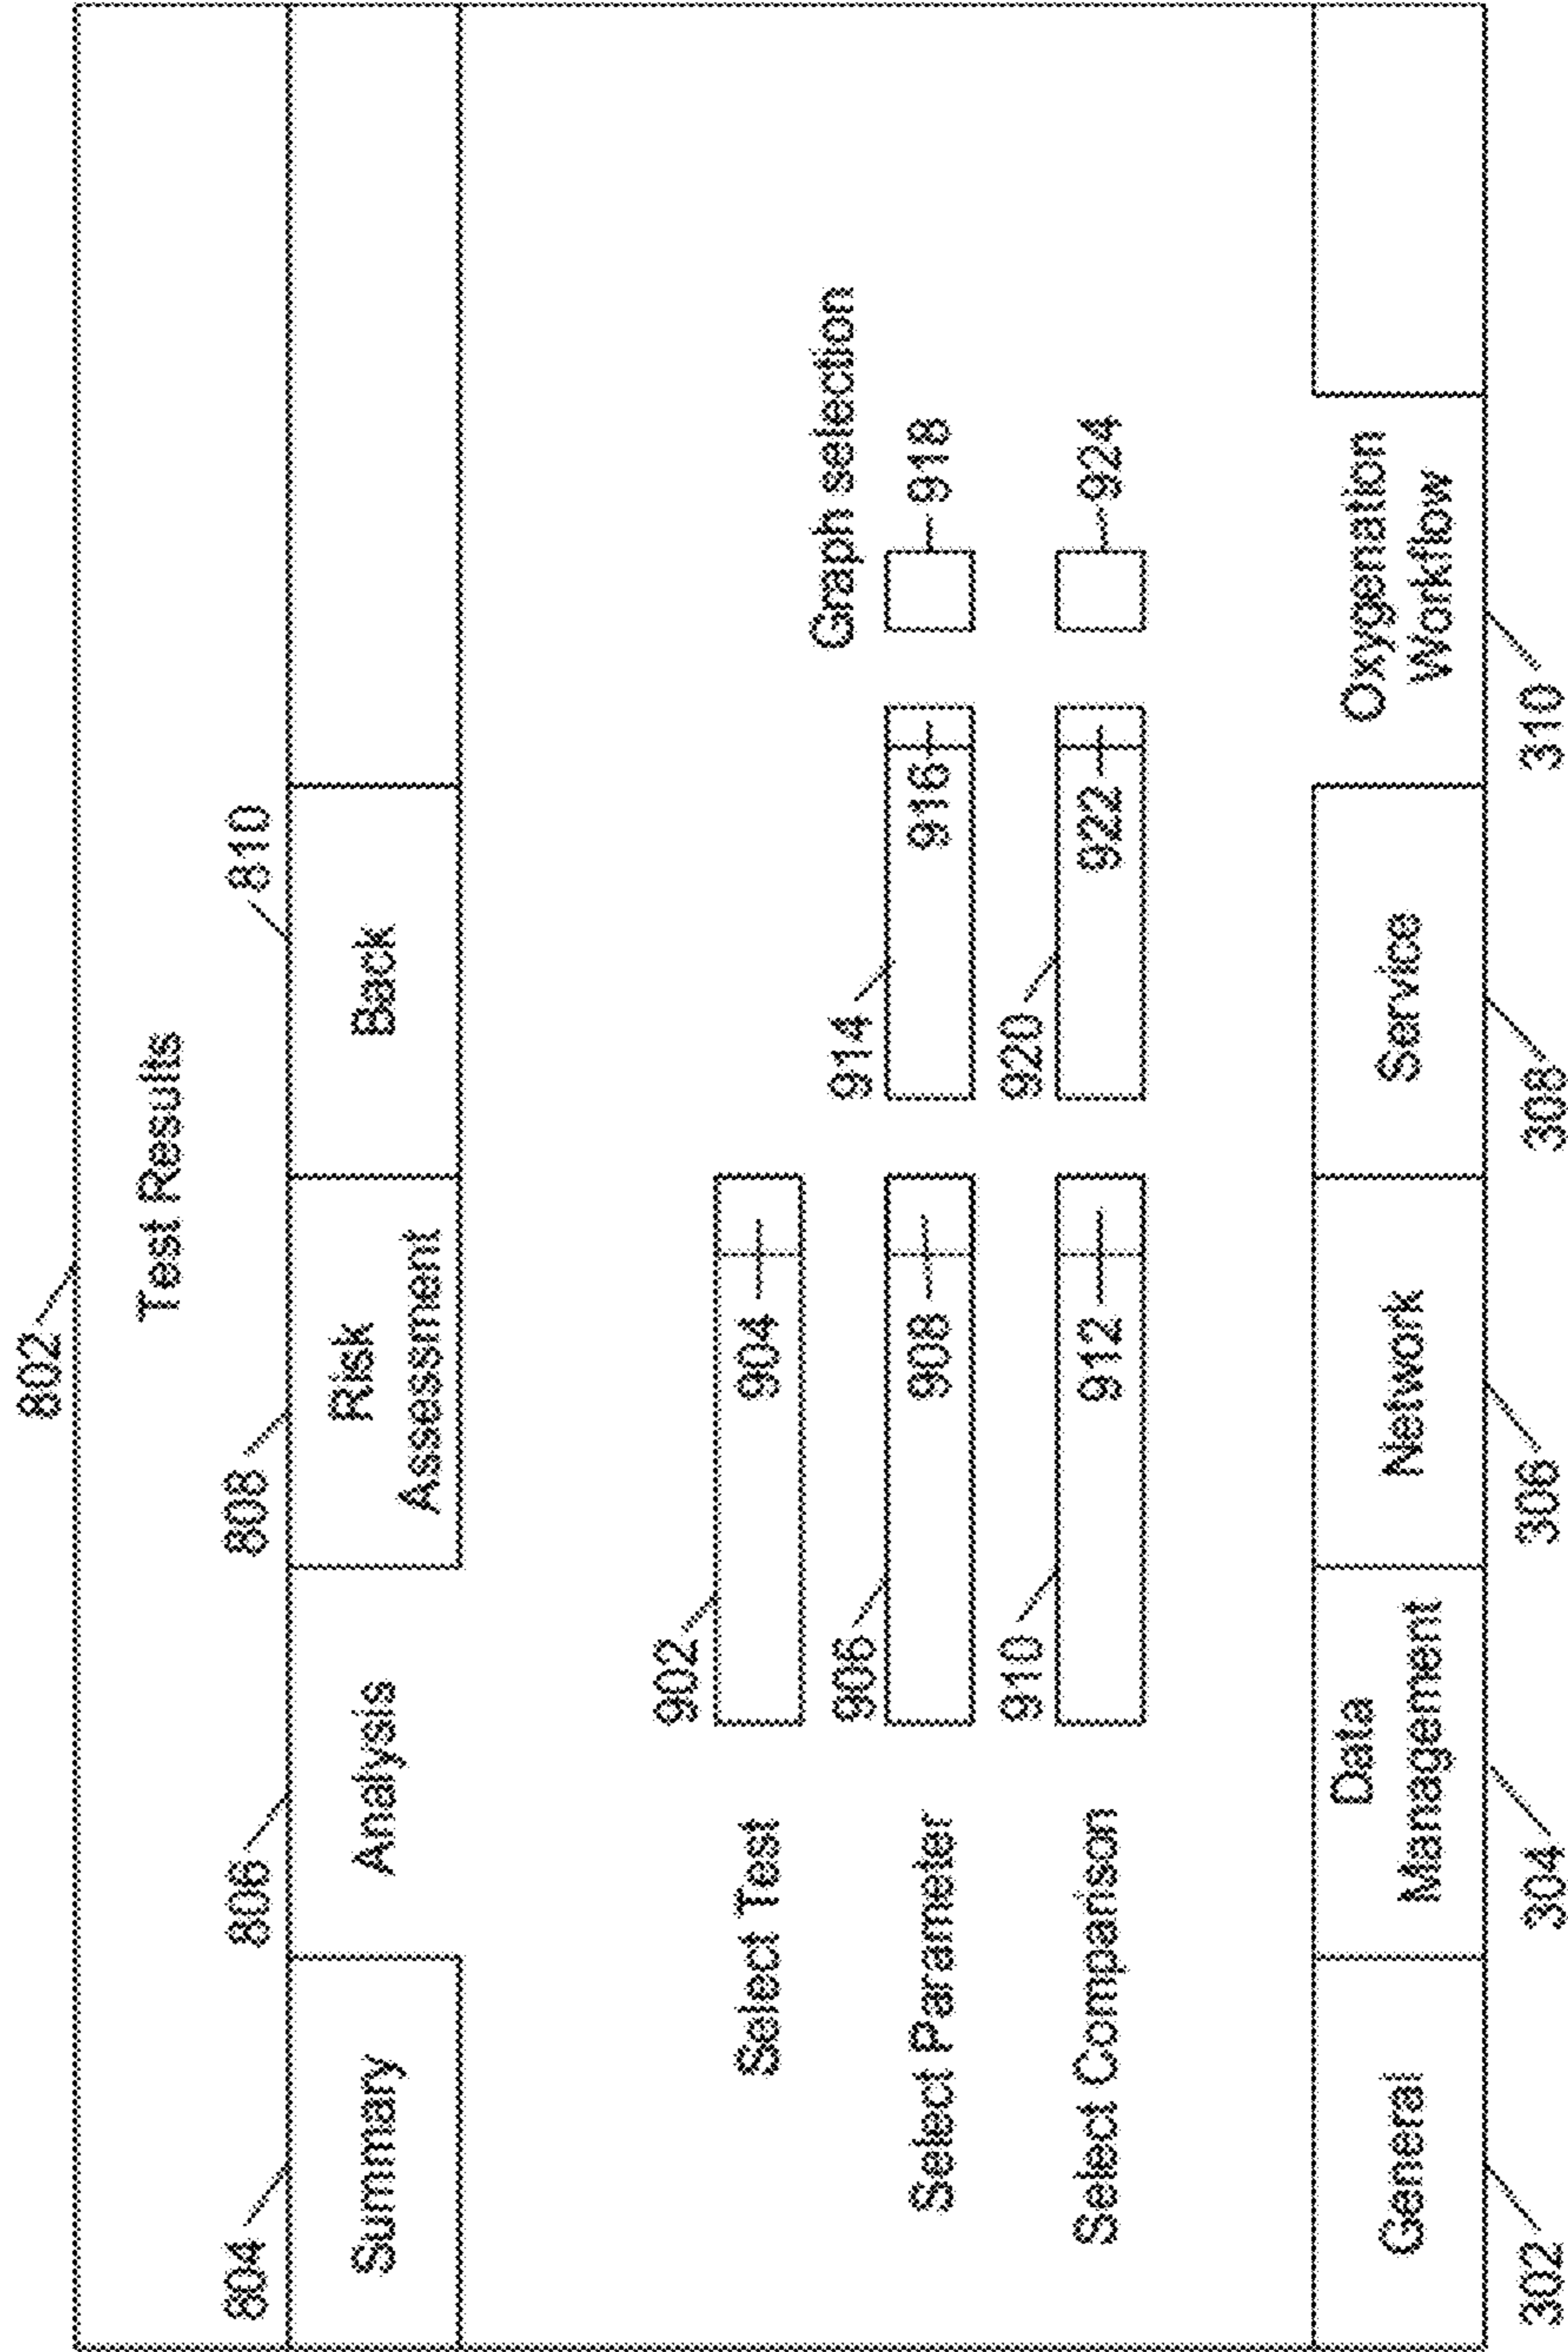 802
Test Results
804
806
808
810
Summary
Analysis
Risk
Assessment
Back
902
Select Test
904
906
914
Graph selection
Select Parameter
908
916
918
910
920
Select Comparison
912
922
924
General
Data
Management
Network
Service
Oxygenation
Workflow
302
304
306
308
310